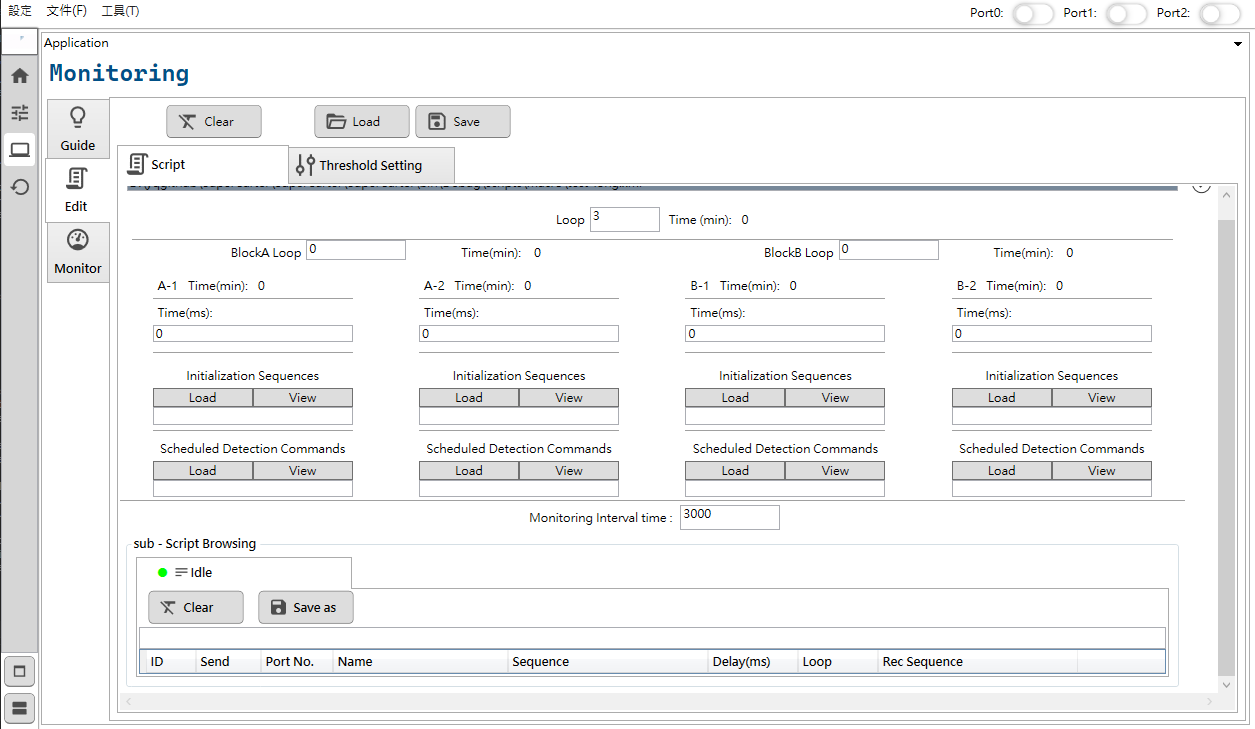 設定 文件(F) 工具(T) Port0: Port1: Port2:
Application
Monitoring
Clear Load Save
Guide
Script Threshold Setting
Edit
Loop 3 Time (min): 0
BlockA Loop 0 Time(min): 0 BlockB Loop 0 Time(min): 0
Monitor
A-1 Time(min): 0 A-2 Time(min): 0 B-1 Time(min): 0 B-2 Time(min): 0
Time(ms): Time(ms): Time(ms): Time(ms):
0 0 0 0
Initialization Sequences Initialization Sequences Initialization Sequences Initialization Sequences
Load View Load View Load View Load View
Scheduled Detection Commands Scheduled Detection Commands Scheduled Detection Commands Scheduled Detection Commands
Load View Load View Load View Load View
Monitoring Interval time : 3000
sub - Script Browsing
Idle
Clear Save as
ID Send Port No. Name Sequence Delay(ms) Loop Rec Sequence